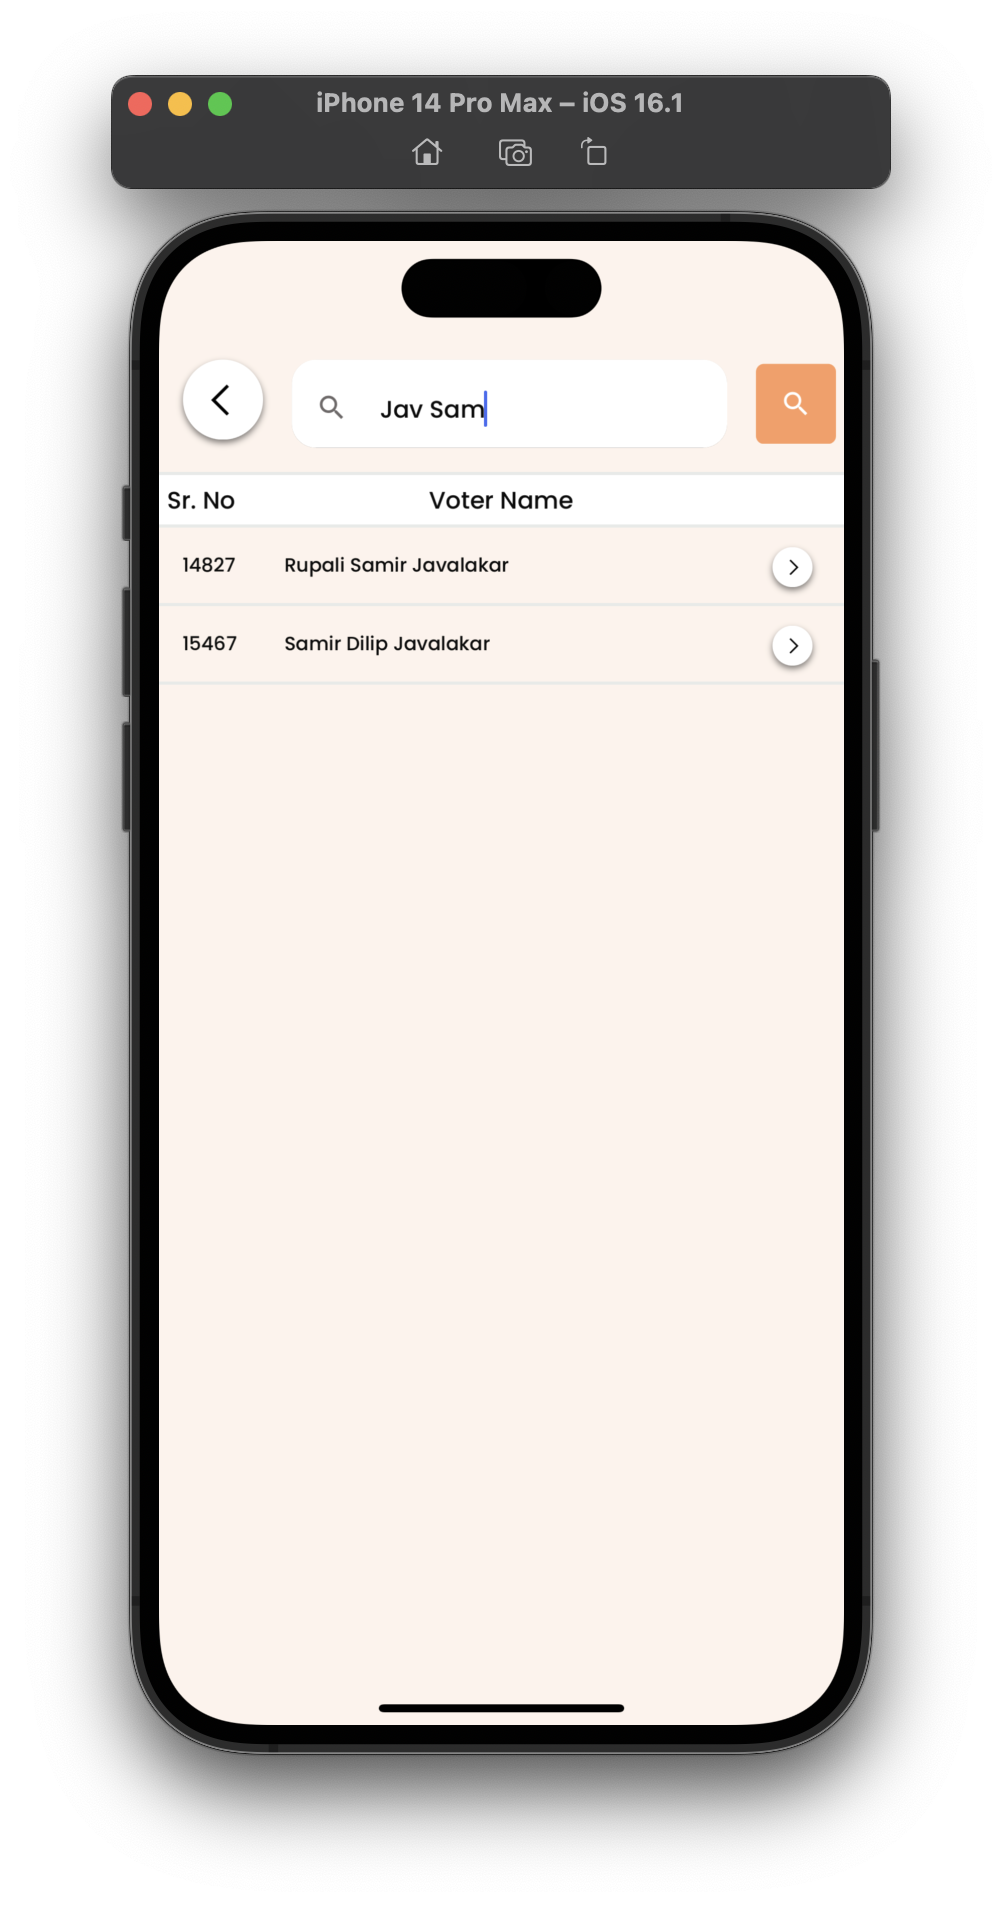 iPhone 14 Pro Max – iOS 16.1
Jav Sam
Sr. No Voter Name
14827 Rupali Samir Javalakar
15467 Samir Dilip Javalakar